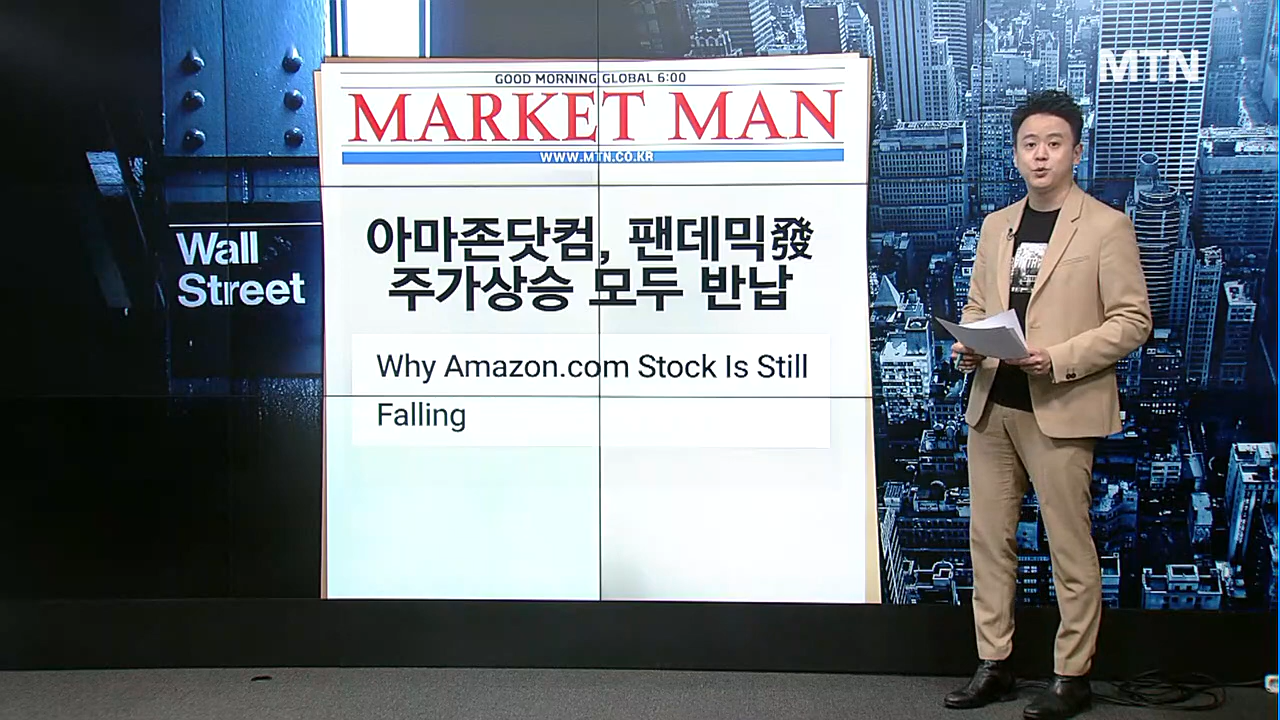 MTN
GOOD MORNING GLOBAL 6:00
MARKET MAN
WWW.MTN.CO.KR
Wall
Street
아마존닷컴, 팬데믹發
주가상승 모두 반납
Why Amazon.com Stock Is Still
Falling